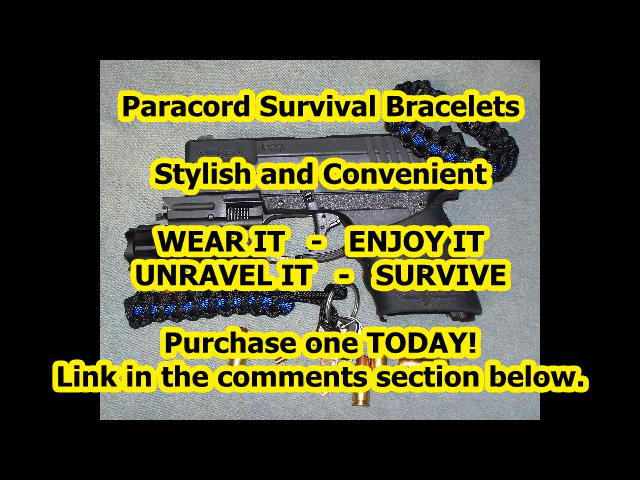 Paracord Survival Bracelets
Stylish and Convenient
WEAR IT - ENJOY IT
UNRAVEL IT - SURVIVE
Purchase one TODAY!
Link in the comments section below.